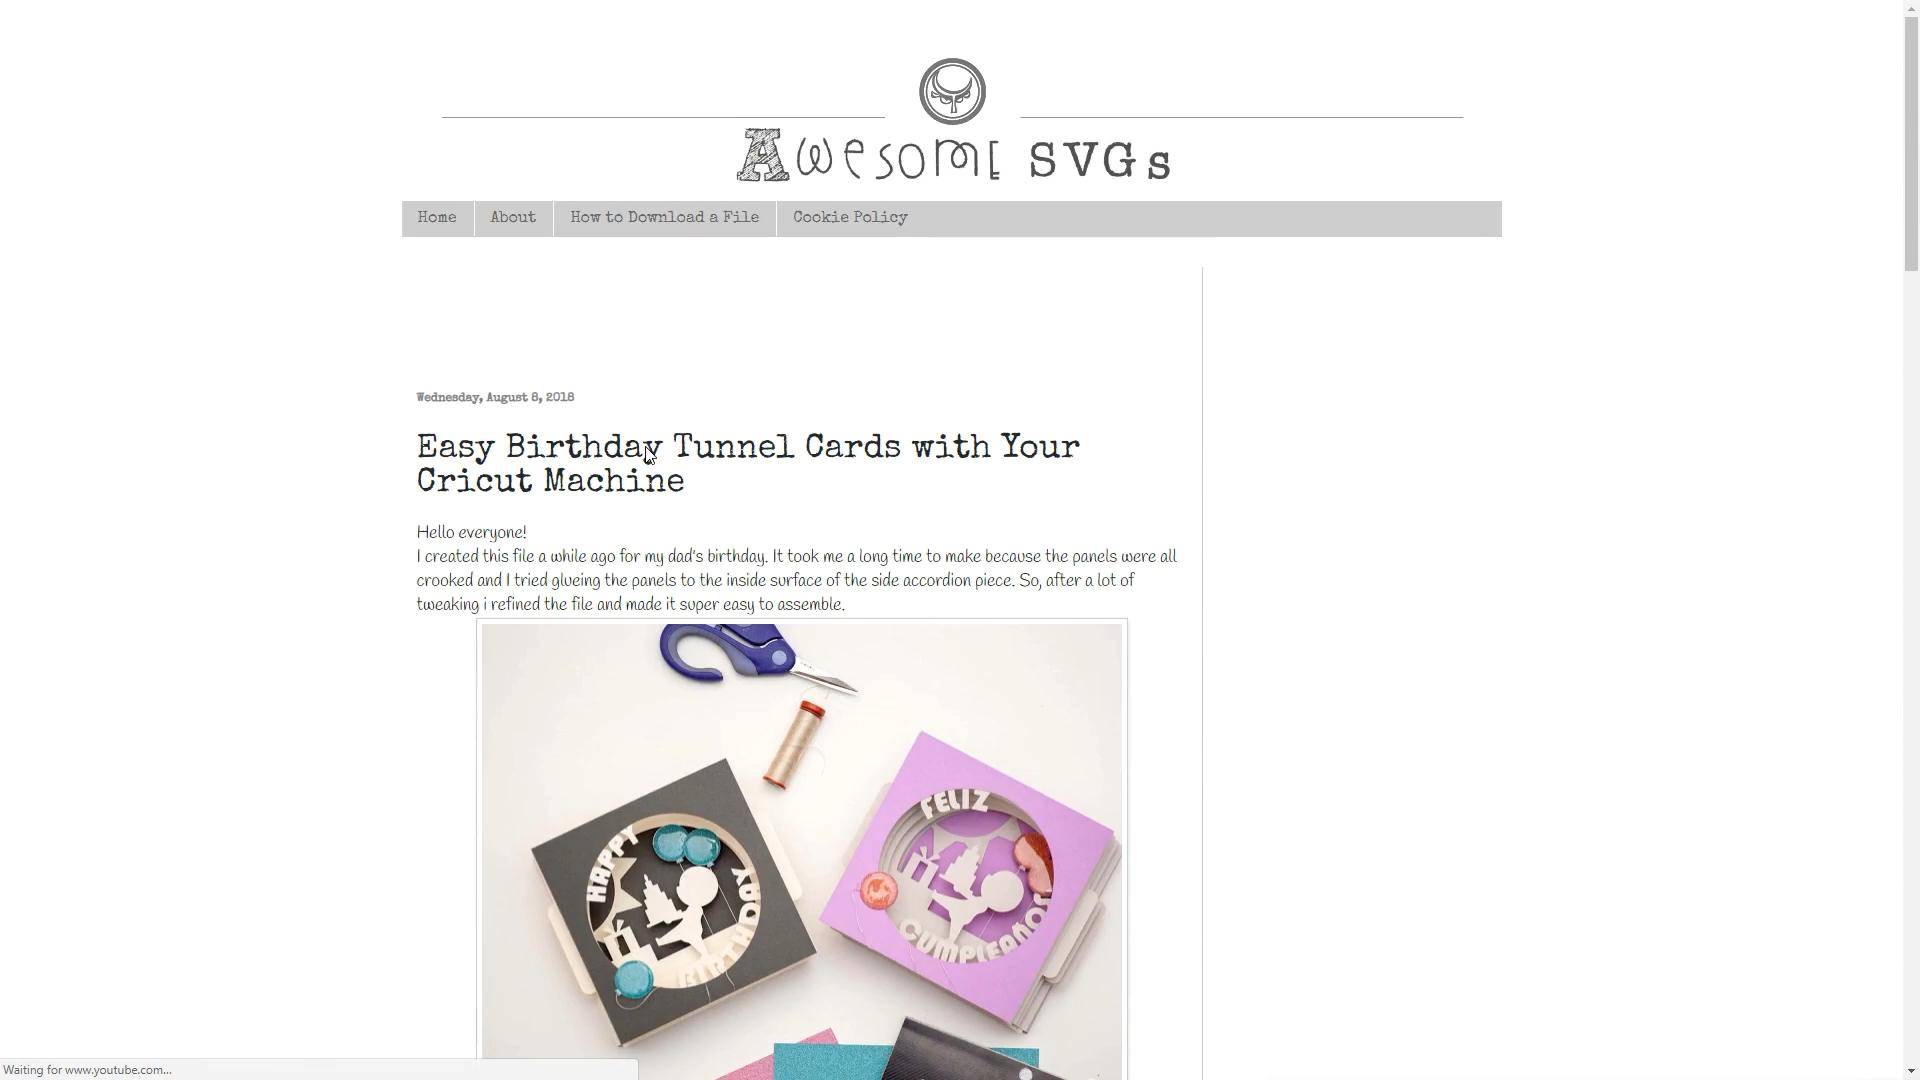 Awesome SVGs
Home About How to Download a File Cookie Policy
Wednesday, August 8, 2018
Easy Birthday Tunnel Cards with Your
Cricut Machine
Hello everyone!
I created this file a while ago for my dad's birthday. It took me a long time to make because the panels were all
crooked and I tried glueing the panels to the inside surface of the side accordion piece. So, after a lot of
tweaking i refined the file and made it super easy to assemble.
HAPPY
BIRTHDAY
FELIZ
CUMPLEAÑOS
Waiting for www.youtube.com...